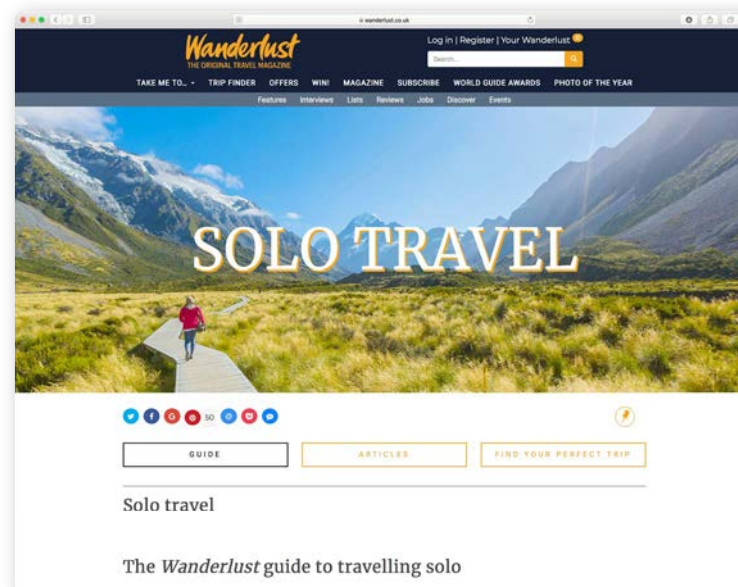 wanderlust.co.uk
Wanderlust
THE ORIGINAL TRAVEL MAGAZINE
Log in | Register | Your Wanderlust
Search...
TAKE ME TO... TRIP FINDER OFFERS WIN! MAGAZINE SUBSCRIBE WORLD GUIDE AWARDS PHOTO OF THE YEAR
Features Interviews Lists Reviews Jobs Discover Events
SOLO TRAVEL
50
GUIDE ARTICLES FIND YOUR PERFECT TRIP
Solo travel
The Wanderlust guide to travelling solo